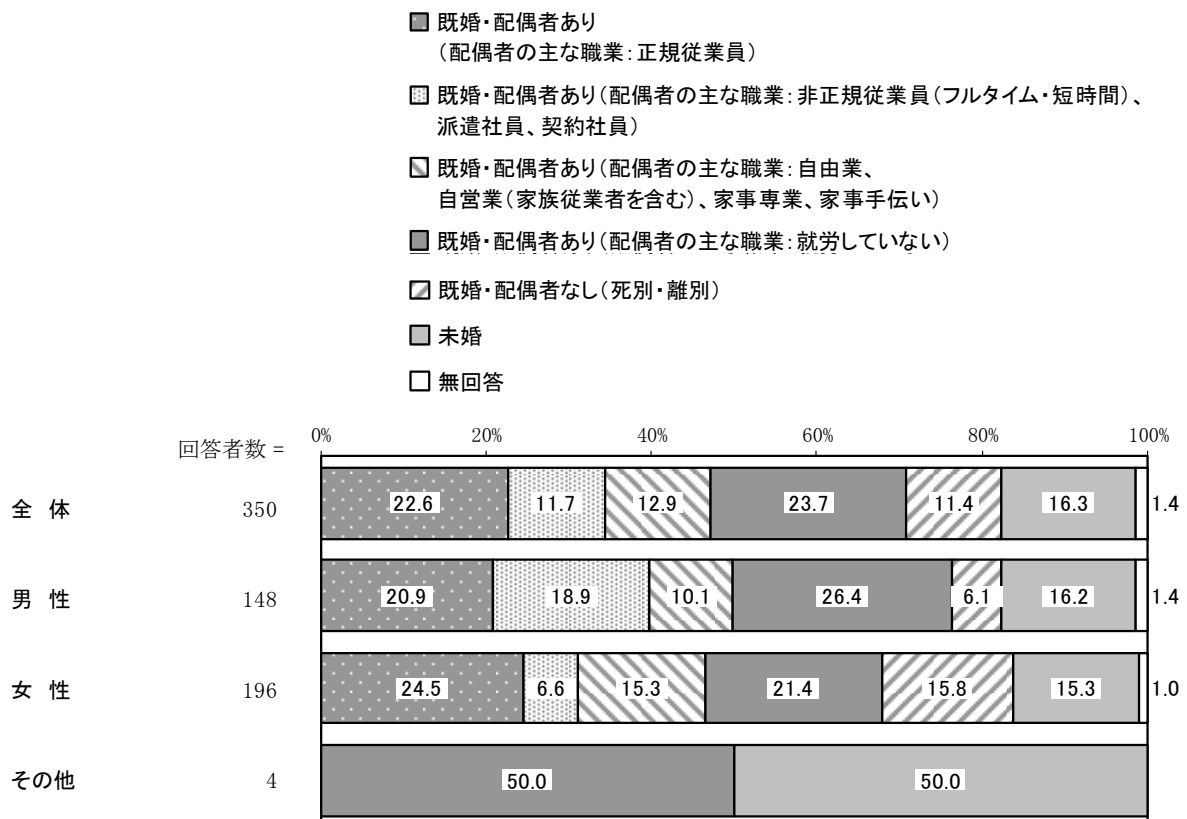 既婚・配偶者あり
（配偶者の主な職業：正規従業員）
既婚・配偶者あり（配偶者の主な職業：非正規従業員（フルタイム・短時間）、
派遣社員、契約社員）
既婚・配偶者あり（配偶者の主な職業：自由業、
自営業（家族従業者を含む）、家事専業、家事手伝い）
既婚・配偶者あり（配偶者の主な職業：就労していない）
既婚・配偶者なし（死別・離別）
未婚
無回答
回答者数 = 0% 20% 40% 60% 80% 100%
全 体 350 22.6 11.7 12.9 23.7 11.4 16.3 1.4
男 性 148 20.9 18.9 10.1 26.4 6.1 16.2 1.4
女 性 196 24.5 6.6 15.3 21.4 15.8 15.3 1.0
その他 4 50.0 50.0